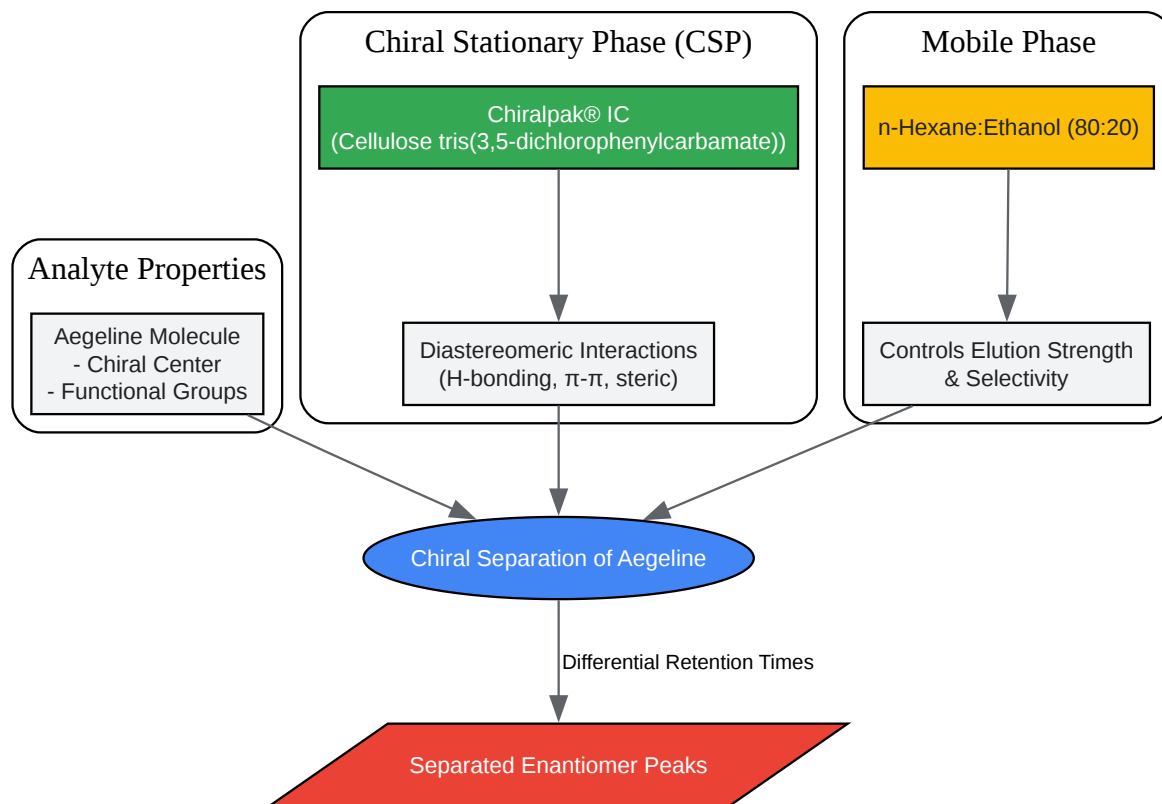 Chiral Stationary Phase (CSP)
Chiralpak® IC
(Cellulose tris(3,5-dichlorophenylcarbamate))
Mobile Phase
n-Hexane:Ethanol (80:20)
Analyte Properties
Aegeline Molecule
- Chiral Center
- Functional Groups
Diastereomeric Interactions
(H-bonding, π-π, steric)
Controls Elution Strength
& Selectivity
Chiral Separation of Aegeline
Differential Retention Times
Separated Enantiomer Peaks